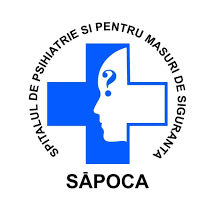 SPITALUL DE PSIHIATRIE SI PENTRU MASURI DE SIGURANTA
?
SĂPOCA